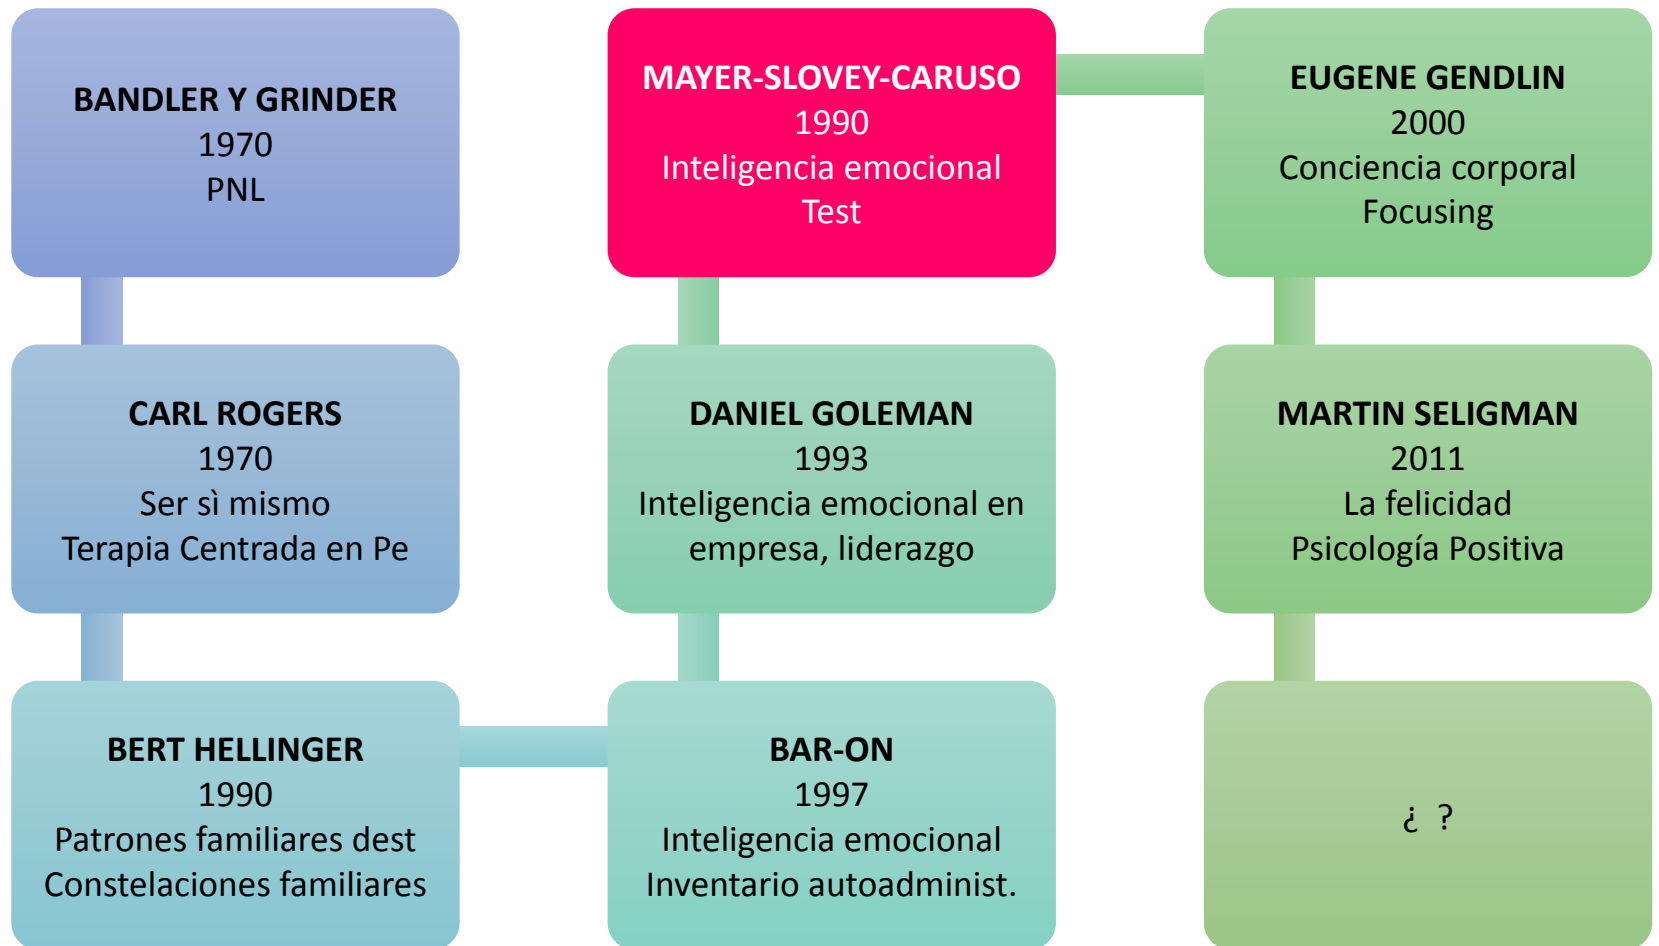 BANDLER Y GRINDER
1970
PNL
CARL ROGERS
1970
Ser sì mismo
Terapia Centrada en Pe
BERT HELLINGER
1990
Patrones familiares dest
Constelaciones familiares
BAR-ON
1997
Inteligencia emocional
Inventario autoadminist.
DANIEL GOLEMAN
1993
Inteligencia emocional en
empresa, liderazgo
MAYER-SLOVEY-CARUSO
1990
Inteligencia emocional
Test
EUGENE GENDLIN
2000
Conciencia corporal
Focusing
MARTIN SELIGMAN
2011
La felicidad
Psicología Positiva
¿ ?